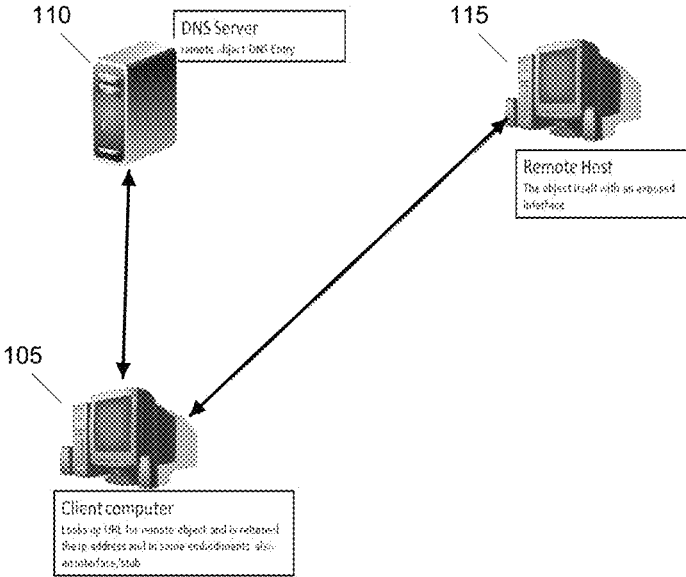 110
DNS Server
remote object DNS Entry
115
Remote Host
The object itself with an exposed
interface
105
Client computer
Looks up URL for remote object and is returned
the ip address and in some embodiments also
an interface/stub